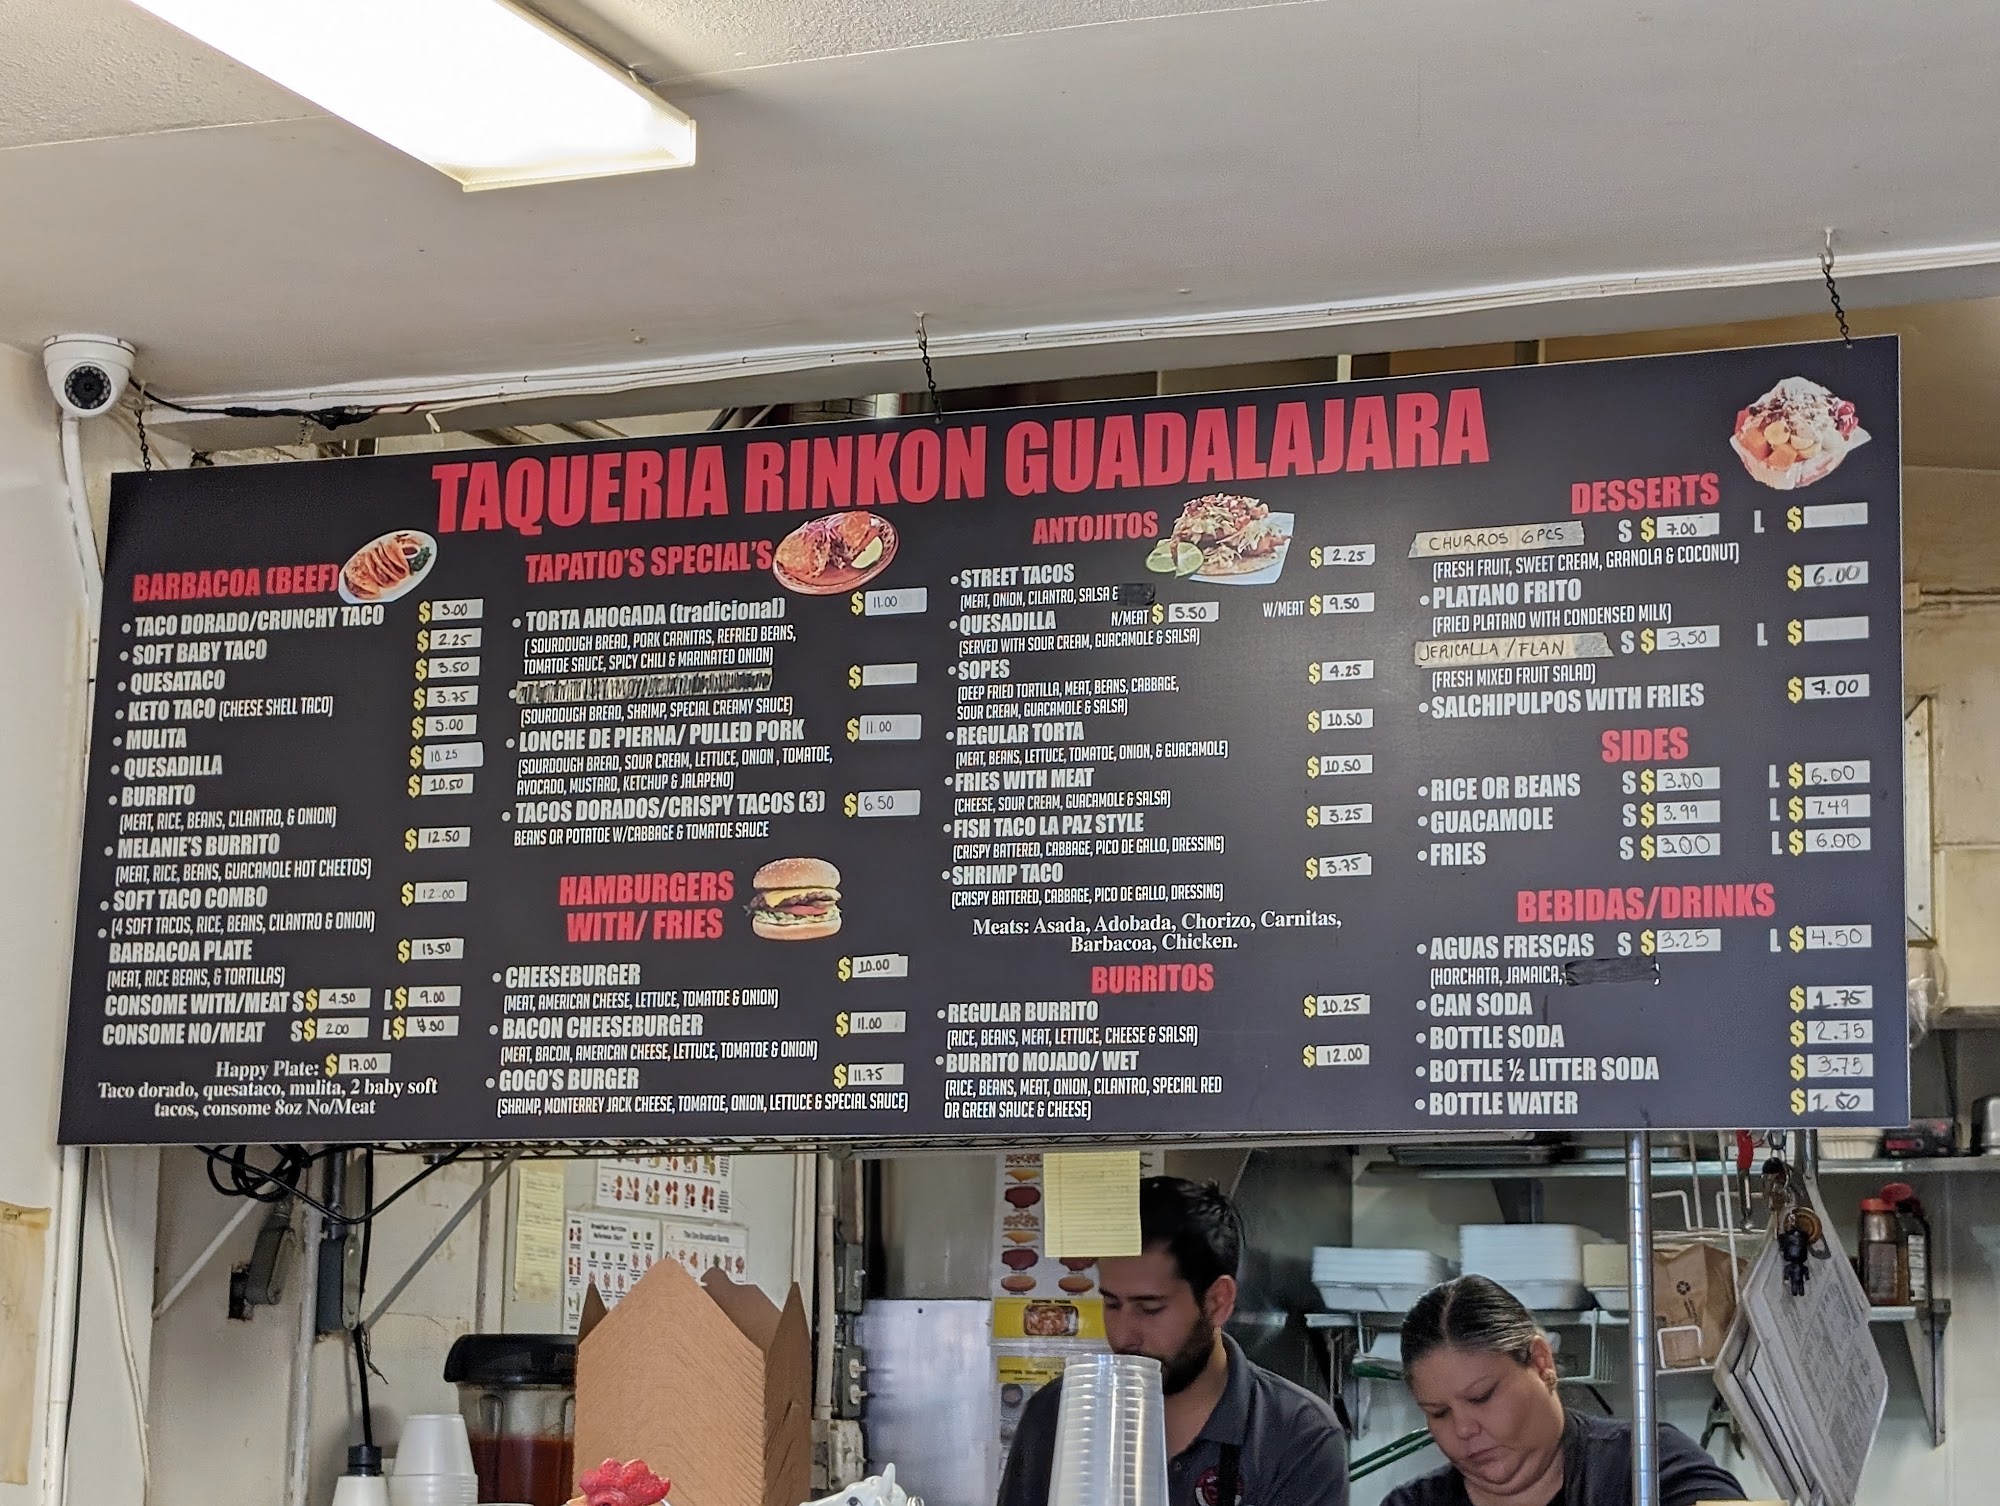 TAQUERIA RINKON GUADALAJARA
BARBACOA (BEEF)
• TACO DORADO/CRUNCHY TACO $ 3.00
• SOFT BABY TACO $ 2.25
• QUESATACO $ 3.50
• KETO TACO (CHEESE SHELL TACO) $ 3.75
• MULITA $ 5.00
• QUESADILLA $ 10.25
• BURRITO $ 10.50
(MEAT, RICE, BEANS, CILANTRO, & ONION)
• MELANIE'S BURRITO $ 12.50
(MEAT, RICE, BEANS, GUACAMOLE HOT CHEETOS)
• SOFT TACO COMBO $ 12.00
• (4 SOFT TACOS, RICE, BEANS, CILANTRO & ONION)
BARBACOA PLATE $ 13.50
(MEAT, RICE BEANS, & TORTILLAS)
CONSOME WITH/MEAT S$ 4.50 L$ 9.00
CONSOME NO/MEAT S$ 2.00 L$
Happy Plate: $ 17.00
Taco dorado, quesataco, mulita, 2 baby soft
tacos, consome 8oz No/Meat
TAPATIO'S SPECIAL'S
• TORTA AHOGADA (tradicional) $ 11.00
( SOURDOUGH BREAD, PORK CARNITAS, REFRIED BEANS,
TOMATOE SAUCE, SPICY CHILI & MARINATED ONION)
• $
(SOURDOUGH BREAD, SHRIMP, SPECIAL CREAMY SAUCE)
• LONCHE DE PIERNA/ PULLED PORK $ 11.00
(SOURDOUGH BREAD, SOUR CREAM, LETTUCE, ONION , TOMATOE,
AVOCADO, MUSTARD, KETCHUP & JALAPENO)
• TACOS DORADOS/CRISPY TACOS (3) $ 6.50
BEANS OR POTATOE W/CABBAGE & TOMATOE SAUCE
HAMBURGERS
WITH/ FRIES
• CHEESEBURGER $ 10.00
(MEAT, AMERICAN CHEESE, LETTUCE, TOMATOE & ONION)
• BACON CHEESEBURGER $ 11.00
(MEAT, BACON, AMERICAN CHEESE, LETTUCE, TOMATOE & ONION)
• GOGO'S BURGER $ 11.75
(SHRIMP, MONTERREY JACK CHEESE, TOMATOE, ONION, LETTUCE & SPECIAL SAUCE)
ANTOJITOS
• STREET TACOS $ 2.25
(MEAT, ONION, CILANTRO, SALSA &
• QUESADILLA N/MEAT $ 5.50 W/MEAT $ 9.50
(SERVED WITH SOUR CREAM, GUACAMOLE & SALSA)
• SOPES $ 4.25
(DEEP FRIED TORTILLA, MEAT, BEANS, CABBAGE,
SOUR CREAM, GUACAMOLE & SALSA)
• REGULAR TORTA $ 10.50
(MEAT, BEANS, LETTUCE, TOMATOE, ONION, & GUACAMOLE)
• FRIES WITH MEAT $ 10.50
(CHEESE, SOUR CREAM, GUACAMOLE & SALSA)
• FISH TACO LA PAZ STYLE $ 3.25
(CRISPY BATTERED, CABBAGE, PICO DE GALLO, DRESSING)
• SHRIMP TACO $ 3.75
(CRISPY BATTERED, CABBAGE, PICO DE GALLO, DRESSING)
Meats: Asada, Adobada, Chorizo, Carnitas,
Barbacoa, Chicken.
BURRITOS
• REGULAR BURRITO $ 10.25
(RICE, BEANS, MEAT, LETTUCE, CHEESE & SALSA)
• BURRITO MOJADO/ WET $ 12.00
(RICE, BEANS, MEAT, ONION, CILANTRO, SPECIAL RED
OR GREEN SAUCE & CHEESE)
DESSERTS
CHURROS 6PCS S $ 7.00 L $
(FRESH FRUIT, SWEET CREAM, GRANOLA & COCONUT)
• PLATANO FRITO $ 6.00
(FRIED PLATANO WITH CONDENSED MILK)
JERICALLA/FLAN S $ 3.50 L $
(FRESH MIXED FRUIT SALAD)
• SALCHIPULPOS WITH FRIES $ 7.00
SIDES
• RICE OR BEANS S $ 3.00 L $ 6.00
• GUACAMOLE S $ 3.99 L $ 7.49
• FRIES S $ 3.00 L $ 6.00
BEBIDAS/DRINKS
• AGUAS FRESCAS S $ 3.25 L $ 4.50
(HORCHATA, JAMAICA,
• CAN SODA $ 1.75
• BOTTLE SODA $ 2.75
• BOTTLE ½ LITTER SODA $ 3.75
• BOTTLE WATER $ 1.50